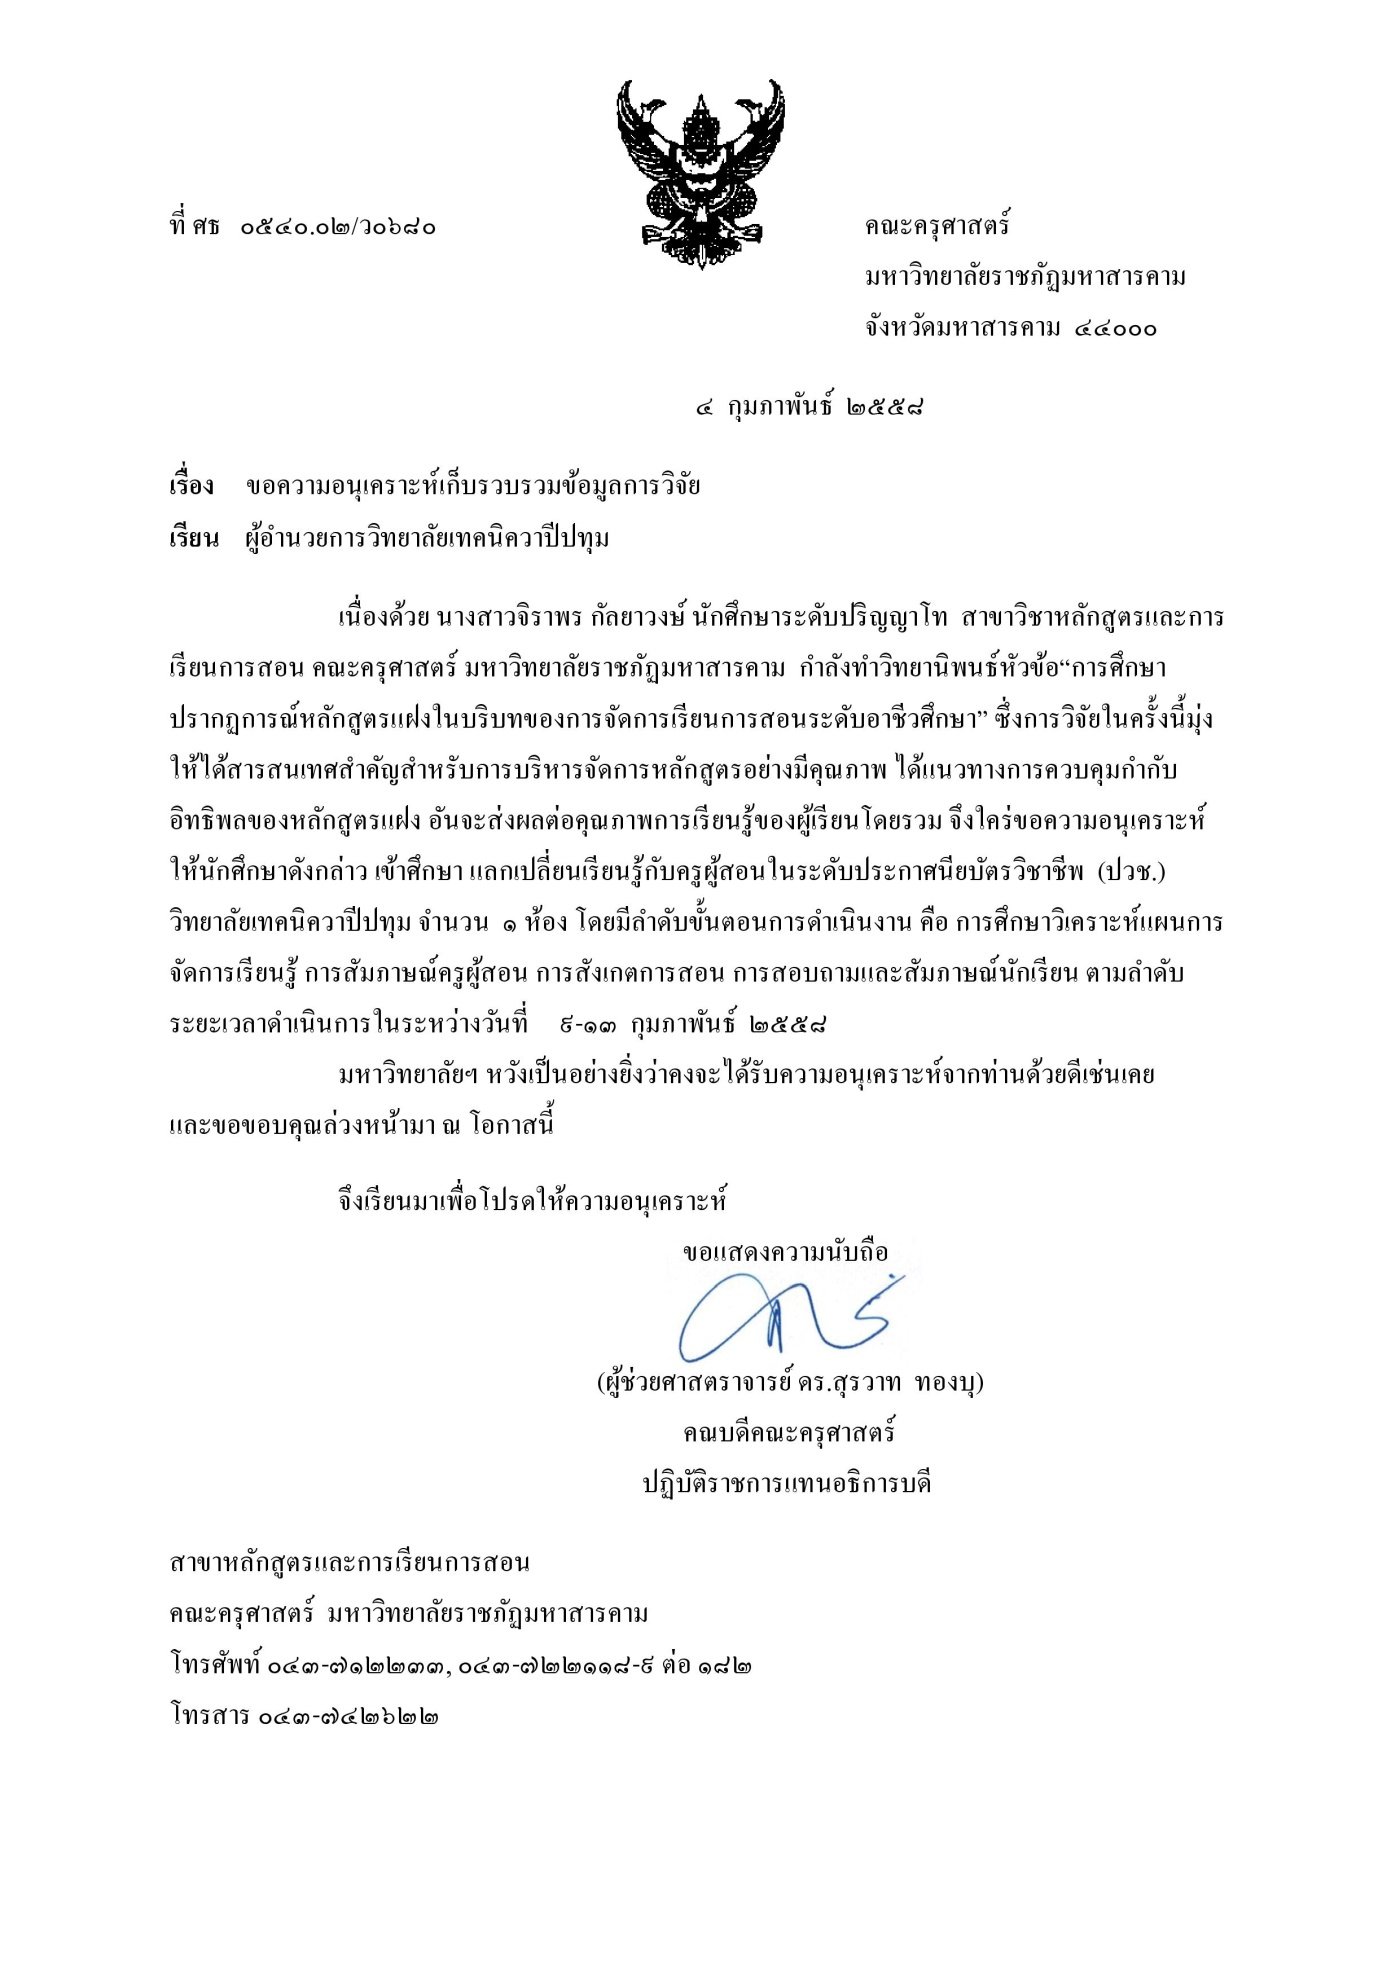 ที่ ศธ ๐๕๔๐.๐๒/ว๐๖๘๐
คณะครุศาสตร์
มหาวิทยาลัยราชภัฏมหาสารคาม
จังหวัดมหาสารคาม ๔๔๐๐๐
๔ กุมภาพันธ์ ๒๕๕๘
เรื่อง ขอความอนุเคราะห์เก็บรวบรวมข้อมูลการวิจัย
เรียน ผู้อำนวยการวิทยาลัยเทคนิควาปีปทุม
เนื่องด้วย นางสาวจิราพร กัลยาวงษ์ นักศึกษาระดับปริญญาโท สาขาวิชาหลักสูตรและการ
เรียนการสอน คณะครุศาสตร์ มหาวิทยาลัยราชภัฏมหาสารคาม กำลังทำวิทยานิพนธ์หัวข้อ“การศึกษา
ปรากฏการณ์หลักสูตรแฝงในบริบทของการจัดการเรียนการสอนระดับอาชีวศึกษา” ซึ่งการวิจัยในครั้งนี้มุ่ง
ให้ได้สารสนเทศสำคัญสำหรับการบริหารจัดการหลักสูตรอย่างมีคุณภาพ ได้แนวทางการควบคุมกำกับ
อิทธิพลของหลักสูตรแฝง อันจะส่งผลต่อคุณภาพการเรียนรู้ของผู้เรียนโดยรวม จึงใคร่ขอความอนุเคราะห์
ให้นักศึกษาดังกล่าว เข้าศึกษา แลกเปลี่ยนเรียนรู้กับครูผู้สอนในระดับประกาศนียบัตรวิชาชีพ (ปวช.)
วิทยาลัยเทคนิควาปีปทุม จำนวน ๑ ห้อง โดยมีลำดับขั้นตอนการดำเนินงาน คือ การศึกษาวิเคราะห์แผนการ
จัดการเรียนรู้ การสัมภาษณ์ครูผู้สอน การสังเกตการสอน การสอบถามและสัมภาษณ์นักเรียน ตามลำดับ
ระยะเวลาดำเนินการในระหว่างวันที่ ๙-๑๓ กุมภาพันธ์ ๒๕๕๘
มหาวิทยาลัยฯ หวังเป็นอย่างยิ่งว่าคงจะได้รับความอนุเคราะห์จากท่านด้วยดีเช่นเคย
และขอขอบคุณล่วงหน้ามา ณ โอกาสนี้
จึงเรียนมาเพื่อโปรดให้ความอนุเคราะห์
ขอแสดงความนับถือ
(ผู้ช่วยศาสตราจารย์ ดร.สุรวาท ทองบุ)
คณบดีคณะครุศาสตร์
ปฏิบัติราชการแทนอธิการบดี
สาขาหลักสูตรและการเรียนการสอน
คณะครุศาสตร์ มหาวิทยาลัยราชภัฏมหาสารคาม
โทรศัพท์ ๐๔๓-๗๑๒๒๓๓, ๐๔๓-๗๒๒๑๑๘-๙ ต่อ ๑๘๒
โทรสาร ๐๔๓-๗๔๒๖๒๒